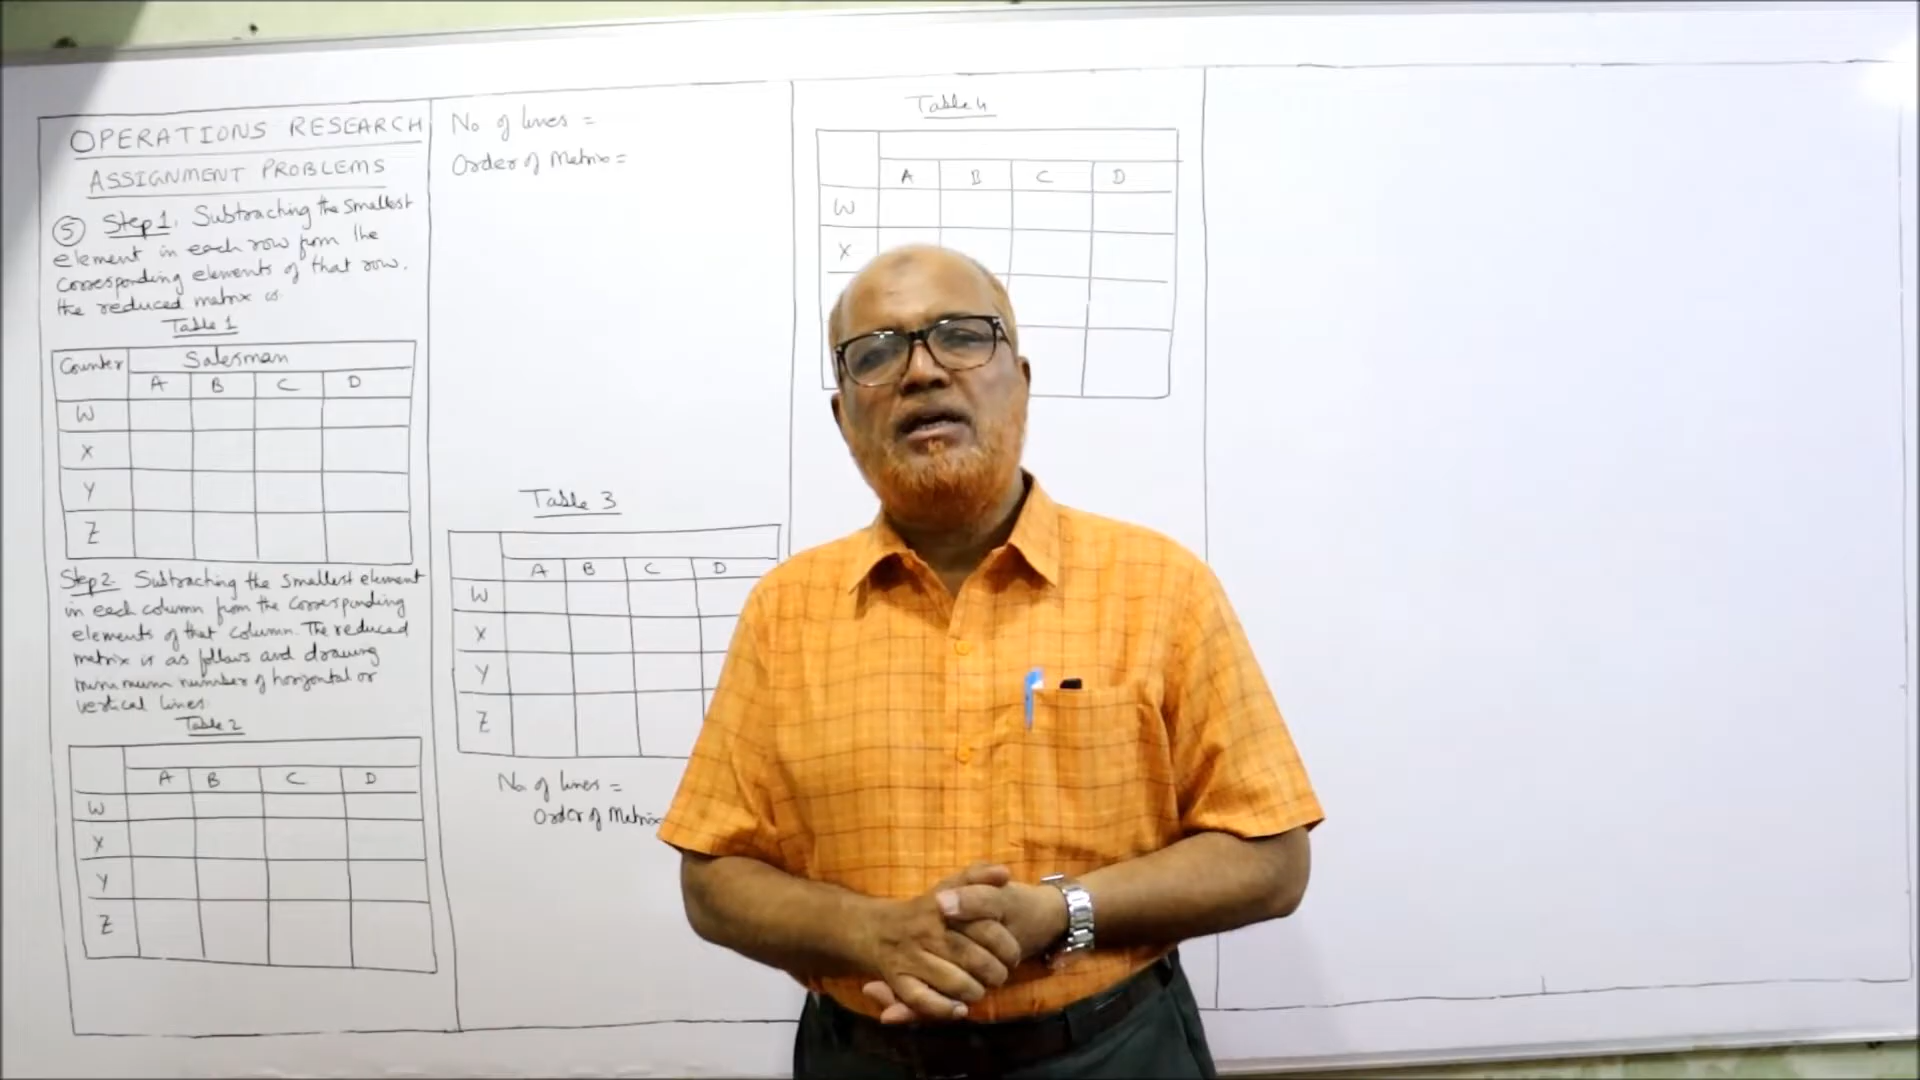 OPERATIONS RESEARCH
ASSIGNMENT PROBLEMS
5 Step 1. Subtracting the smallest
element in each row from the
corresponding elements of that row.
the reduced matrix is
Table 1
Counter Salesman
A B C D
W
X
Y
Z
Step 2 Subtracting the smallest element
in each column from the corresponding
elements of that column. The reduced
matrix is as follows and drawing
minimum number of horizontal or
vertical lines
Table 2
A B C D
W
X
Y
Z
No of lines =
Order of Matrix =
Table 3
A B C D
W
X
Y
Z
No. of lines =
Order of Matrix
Table 4
A B C D
W
X